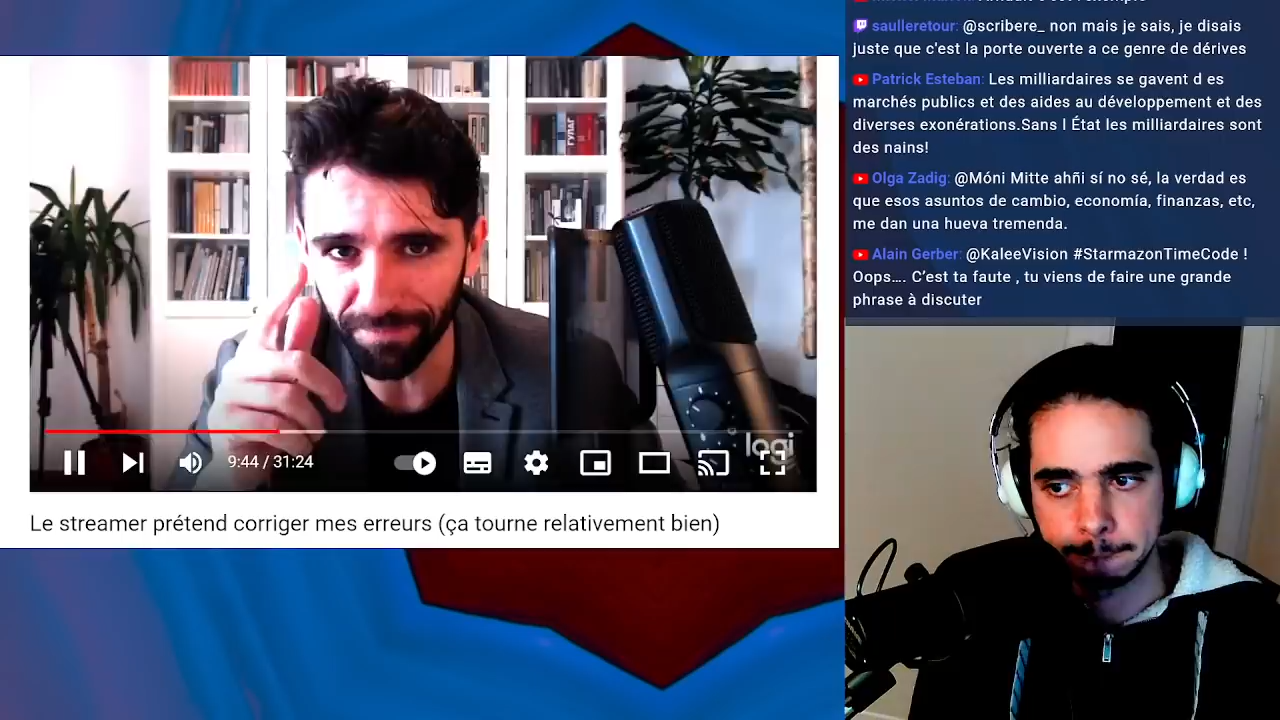 saulleretour: @scribere_ non mais je sais, je disais
juste que c'est la porte ouverte a ce genre de dérives
Patrick Esteban: Les milliardaires se gavent d es
marchés publics et des aides au développement et des
diverses exonérations.Sans l État les milliardaires sont
des nains!
Olga Zadig: @Móni Mitte ahñi sí no sé, la verdad es
que esos asuntos de cambio, economía, finanzas, etc,
me dan una hueva tremenda.
Alain Gerber: @KaleeVision #StarmazonTimeCode !
Oops…. C’est ta faute , tu viens de faire une grande
phrase à discuter
ГУЛАГ
logi
9:44 / 31:24
Le streamer prétend corriger mes erreurs (ça tourne relativement bien)